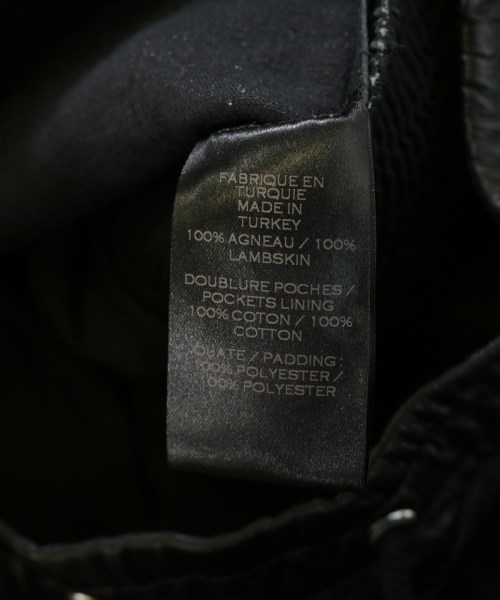 FABRIQUE EN
TURQUIE
MADE IN
TURKEY
100% AGNEAU / 100%
LAMBSKIN
DOUBLURE POCHES /
POCKETS LINING
100% COTON / 100%
COTTON
OUATE / PADDING :
100% POLYESTER /
100% POLYESTER